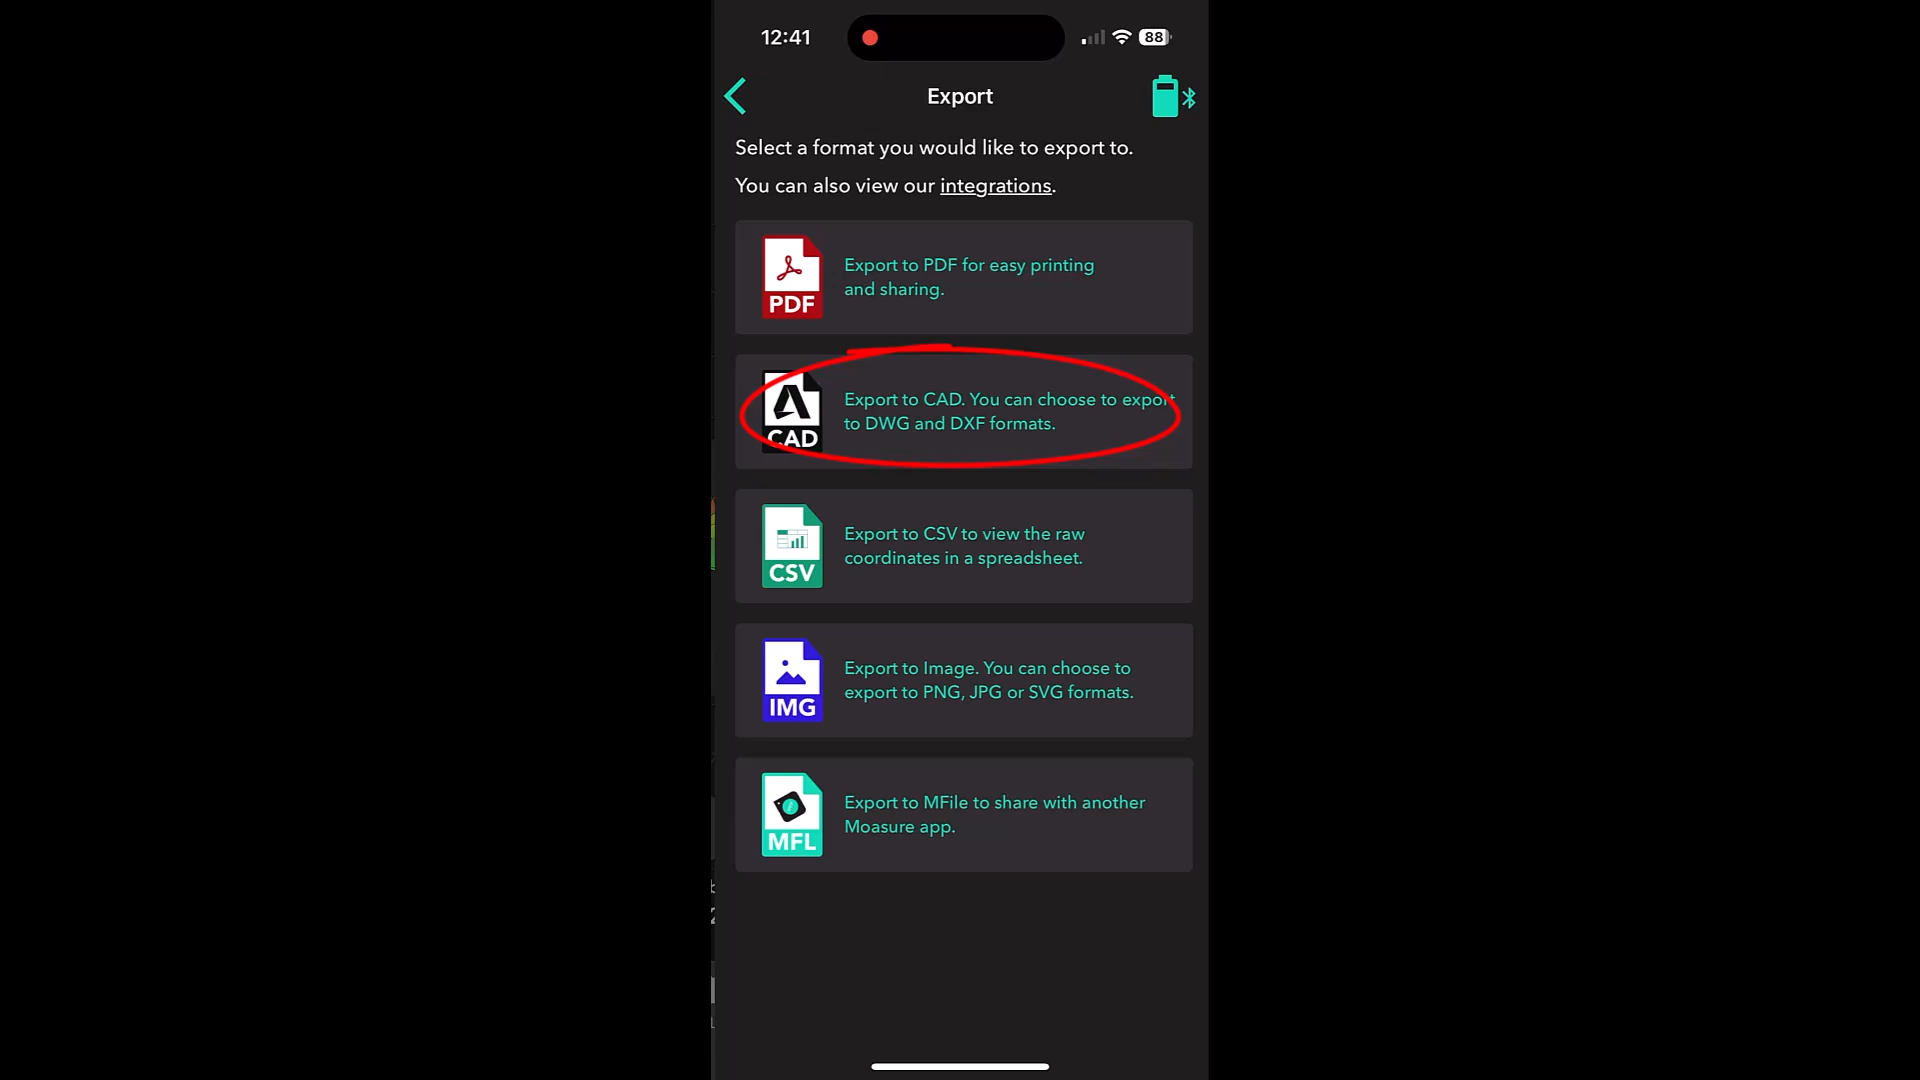 12:41
88
Export
Select a format you would like to export to.
You can also view our integrations.
PDF
Export to PDF for easy printing
and sharing.
CAD
Export to CAD. You can choose to export
to DWG and DXF formats.
CSV
Export to CSV to view the raw
coordinates in a spreadsheet.
IMG
Export to Image. You can choose to
export to PNG, JPG or SVG formats.
MFL
Export to MFile to share with another
Moasure app.